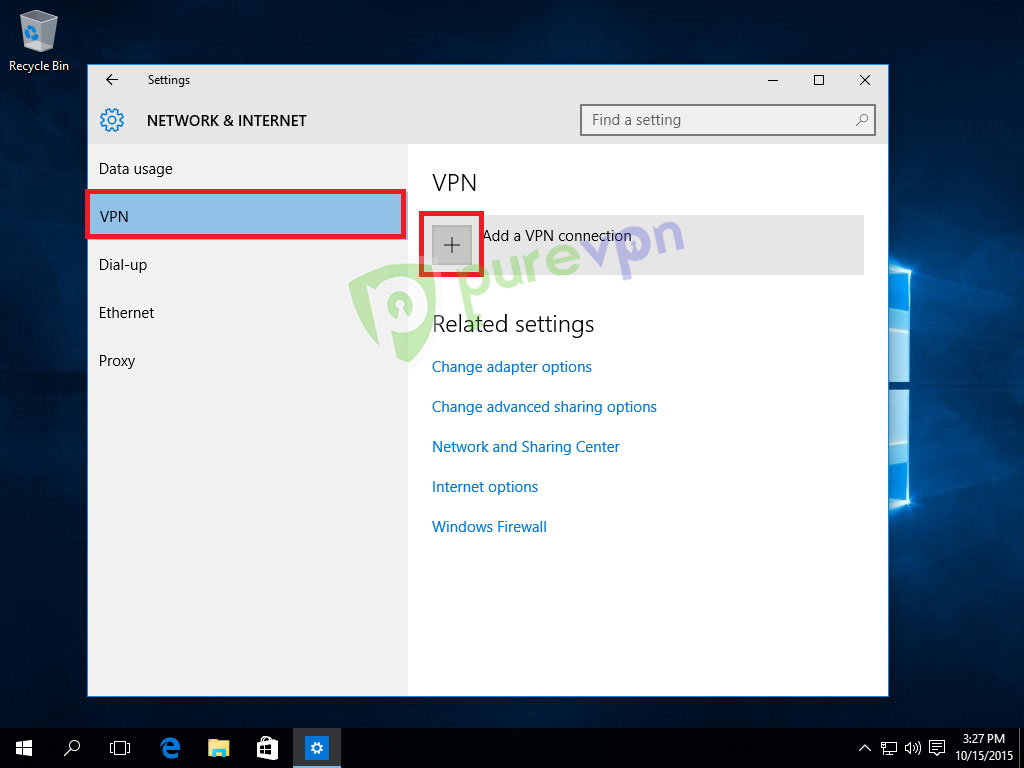 Recycle Bin
Settings
NETWORK & INTERNET
Find a setting
Data usage
VPN
Dial-up
Ethernet
Proxy
VPN
Add a VPN connection
purevpn
Related settings
Change adapter options
Change advanced sharing options
Network and Sharing Center
Internet options
Windows Firewall
3:27 PM
10/15/2015